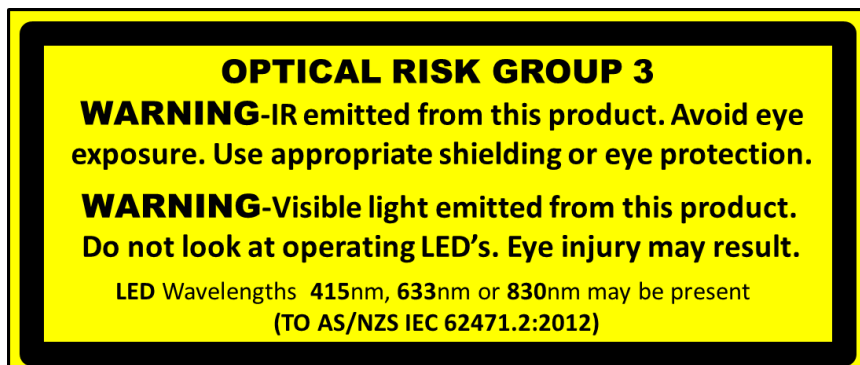 OPTICAL RISK GROUP 3
WARNING-IR emitted from this product. Avoid eye
exposure. Use appropriate shielding or eye protection.
WARNING-Visible light emitted from this product.
Do not look at operating LED's. Eye injury may result.
LED Wavelengths 415nm, 633nm or 830nm may be present
(TO AS/NZS IEC 62471.2:2012)